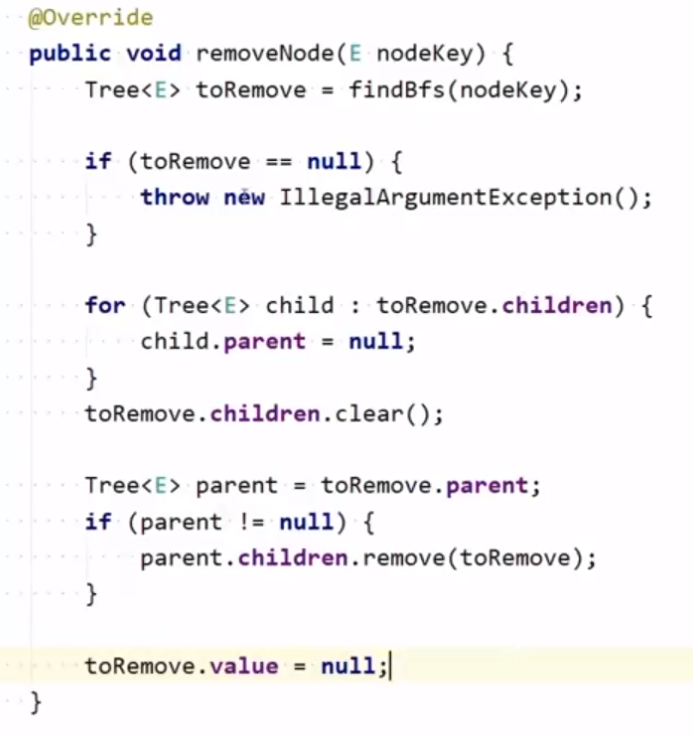 @Override
public void removeNode(E nodeKey) {
Tree<E> toRemove = findBfs(nodeKey);
if (toRemove == null) {
throw new IllegalArgumentException();
}
for (Tree<E> child : toRemove.children) {
child.parent = null;
}
toRemove.children.clear();
Tree<E> parent = toRemove.parent;
if (parent != null) {
parent.children.remove(toRemove);
}
toRemove.value = null;
}